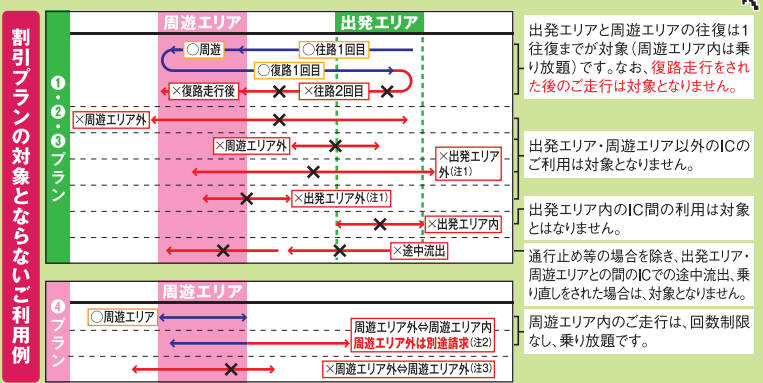 割引プランの対象とならないご利用例
周遊エリア
出発エリア
❶・❷・❸プラン
○周遊
○往路1回目
○復路1回目
×復路走行後
×往路2回目
×周遊エリア外
×周遊エリア外
×出発エリア
外(注1)
×出発エリア外(注1)
×出発エリア内
×途中流出
出発エリアと周遊エリアの往復は1
往復までが対象(周遊エリア内は乗
り放題)です。なお、復路走行をされ
た後のご走行は対象となりません。
出発エリア・周遊エリア以外のICの
ご利用は対象となりません。
出発エリア内のIC間の利用は対象
とはなりません。
通行止め等の場合を除き、出発エリア・
周遊エリアとの間のICでの途中流出、乗
り直しをされた場合は、対象となりません。
❹プラン
周遊エリア
○周遊エリア
周遊エリア外⇔周遊エリア内
周遊エリア外は別途請求(注2)
×周遊エリア外⇔周遊エリア外(注3)
周遊エリア内のご走行は、回数制限
なし、乗り放題です。